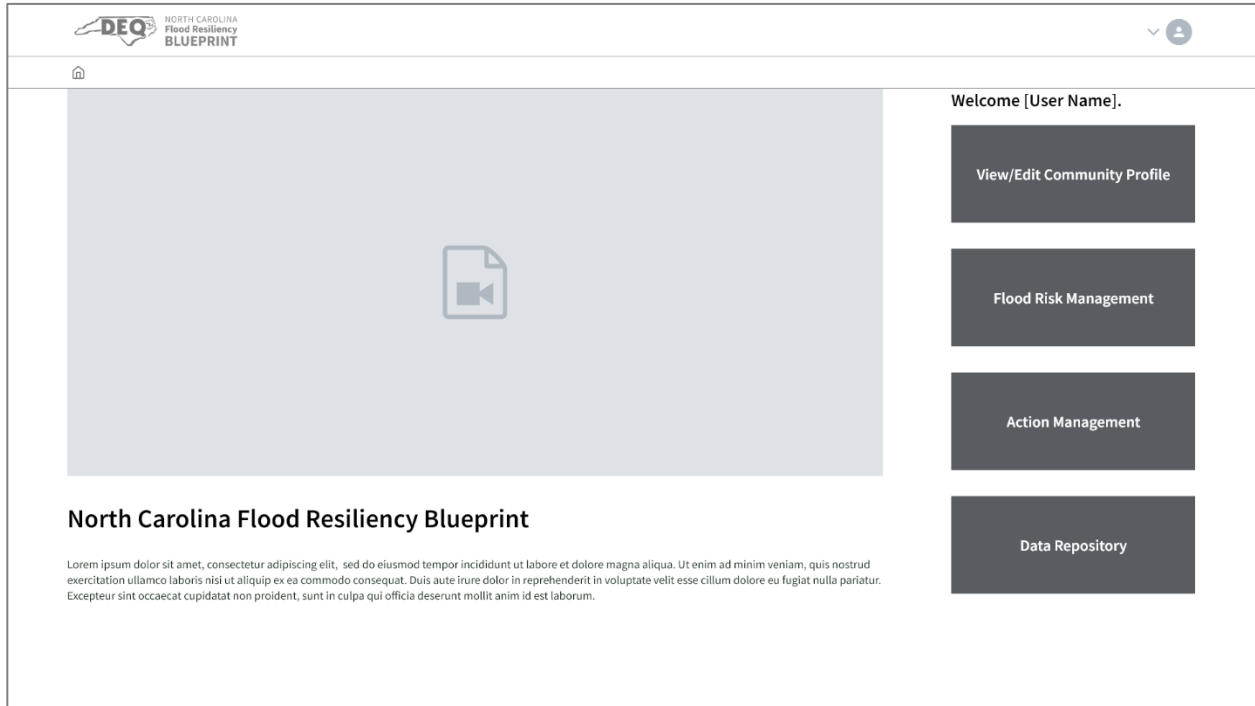 DEQ
NORTH CAROLINA
Flood Resiliency
BLUEPRINT
Welcome [User Name].
View/Edit Community Profile
Flood Risk Management
Action Management
Data Repository
North Carolina Flood Resiliency Blueprint
Lorem ipsum dolor sit amet, consectetur adipiscing elit, sed do eiusmod tempor incididunt ut labore et dolore magna aliqua. Ut enim ad minim veniam, quis nostrud
exercitation ullamco laboris nisi ut aliquip ex ea commodo consequat. Duis aute irure dolor in reprehenderit in voluptate velit esse cillum dolore eu fugiat nulla pariatur.
Excepteur sint occaecat cupidatat non proident, sunt in culpa qui officia deserunt mollit anim id est laborum.